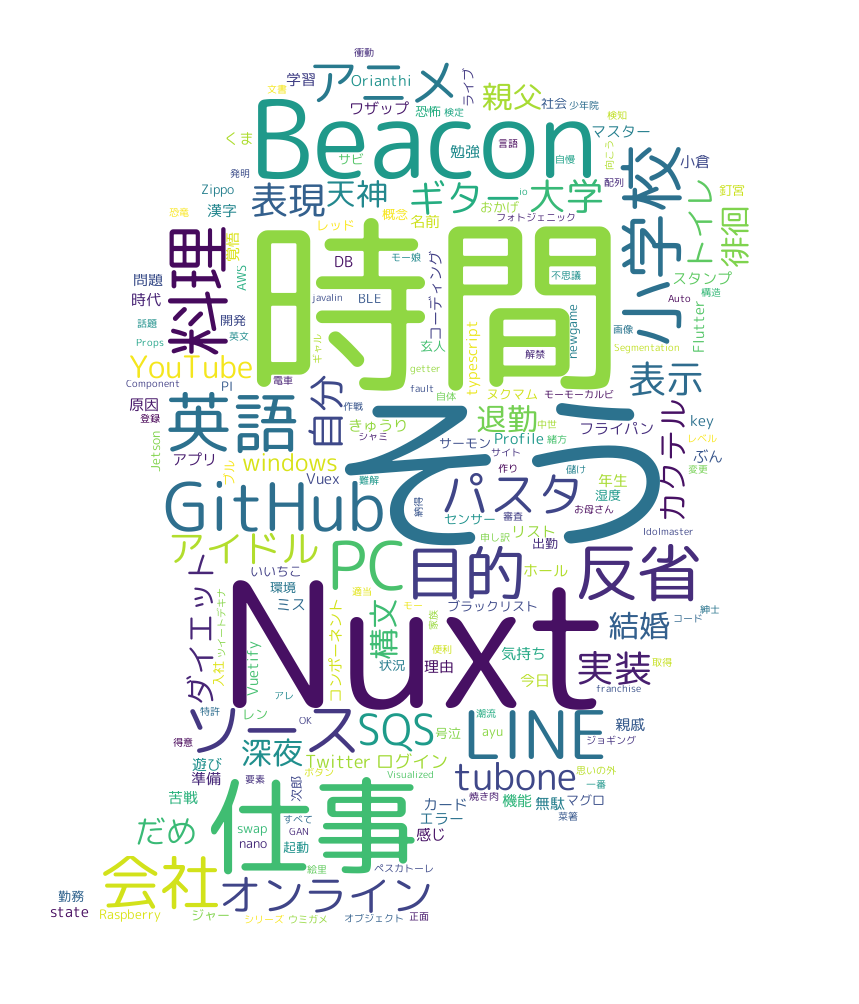 衝動
アニメ
学習
Orianthi
ライブ
文書
ワザップ
恐怖
検定
親父
社会
少年院
検知
Beacon
マスター
くま
サビ
勉強
言語
自慢
向こう
小学校
小倉
Zippo
発明
表現
天神
ギター
io
大学
配列
トイレ
徘徊
釘宮
恐竜
漢字
覚悟
レッド
概念
名前
おかげ
フォトジェニック
料理
時間
DB
モー娘
コーディング
不思議
スタンプ
問題
AWS
javalin
BLE
Auto
構造
時代
開発
newgame
画像
Flutter
話題
英文
ギャル
玄人
typescript
解禁
Segmentation
Props
YouTube
getter
Component
PI
電車
fault
自体
ヌクマム
モーモーカルビ
表示
原因
登録
英語
自分
作戦
そう
退勤
中世
カクテル
レベル
key
きゅうり
シャミ
サーモン
Profile
緒方
フライパン
Jetson
アプリ
ブル
windows
サイト
ぶん
Vuex
難解
パスタ
作り
儲け
年生
変更
GitHub
納得
センサー
審査
お母さん
湿度
リスト
Idolmaster
アイドル
PC
申し訳
出勤
目的
反省
いいちこ
ホール
環境
適当
ダイエット
ミス
Nuxt
モー
ブラックリスト
紳士
コード
ツイートデキナ
コンポーネント
構文
家族
結婚
便利
気持ち
入社
Vuetify
状況
理由
実装
取得
今日
franchise
アレ
特許
レン
ソース
OK
SQS
号泣
潮流
ayu
LINE
親戚
得意
ジョギング
深夜
遊び
Twitter
ログイン
準備
要素
ボタン
Visualized
tubone
思いの外
一番
苦戦
次郎
焼き肉
カード
機能
無駄
マグロ
だめ
仕事
すべて
エラー
菜箸
swap
GAN
感じ
nano
起動
会社
絵里
ペスカトーレ
勤務
オンライン
state
Raspberry
ジャー
シリーズ
ウミガメ
オブジェクト
正面